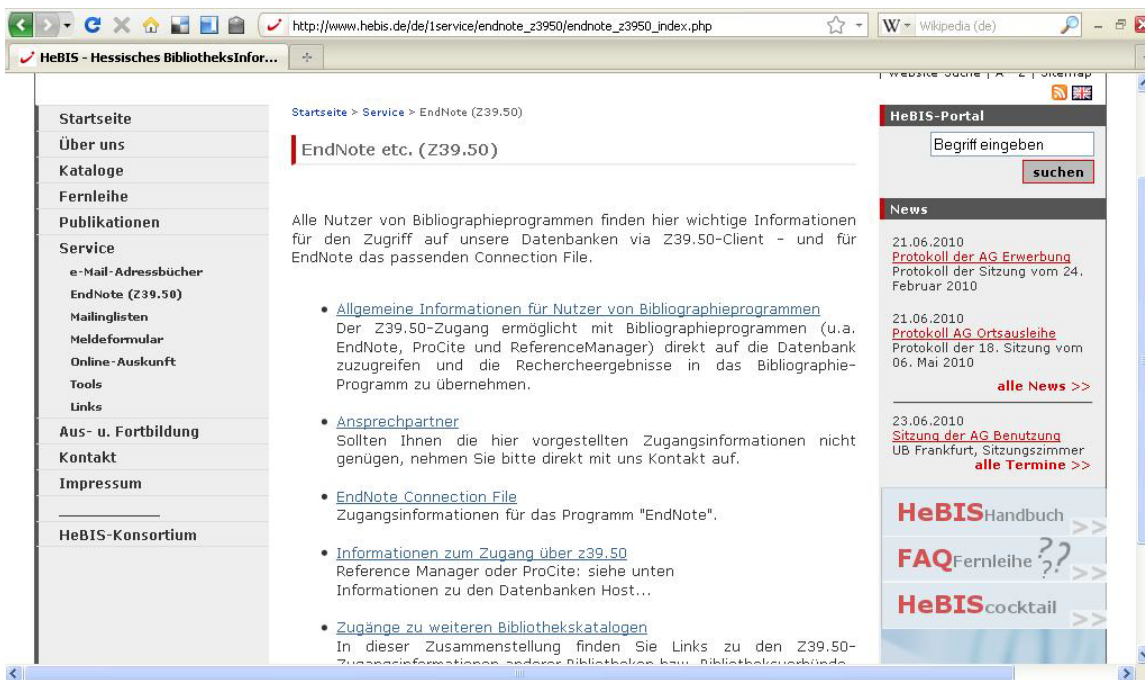 http://www.hebis.de/de/1service/endnote_z3950/endnote_z3950_index.php
W
Wikipedia (de)
HeBIS - Hessisches BibliotheksInfor...
Website Suche | A - Z | Sitemap
Startseite
Über uns
Kataloge
Fernleihe
Publikationen
Service
e-Mail-Adressbücher
EndNote (Z39.50)
Mailinglisten
Meldeformular
Online-Auskunft
Tools
Links
Aus- u. Fortbildung
Kontakt
Impressum
HeBIS-Konsortium
Startseite > Service > EndNote (Z39.50)
EndNote etc. (Z39.50)
Alle Nutzer von Bibliographieprogrammen finden hier wichtige Informationen
für den Zugriff auf unsere Datenbanken via Z39.50-Client - und für
EndNote das passenden Connection File.
• Allgemeine Informationen für Nutzer von Bibliographieprogrammen
Der Z39.50-Zugang ermöglicht mit Bibliographieprogrammen (u.a.
EndNote, ProCite und ReferenceManager) direkt auf die Datenbank
zuzugreifen und die Rechercheergebnisse in das Bibliographie-
Programm zu übernehmen.
• Ansprechpartner
Sollten Ihnen die hier vorgestellten Zugangsinformationen nicht
genügen, nehmen Sie bitte direkt mit uns Kontakt auf.
• EndNote Connection File
Zugangsinformationen für das Programm "EndNote".
• Informationen zum Zugang über z39.50
Reference Manager oder ProCite: siehe unten
Informationen zu den Datenbanken Host...
• Zugänge zu weiteren Bibliothekskatalogen
In dieser Zusammenstellung finden Sie Links zu den Z39.50-
Zugangsinformationen anderer Bibliotheken bzw. Bibliotheksverbünde
HeBIS-Portal
Begriff eingeben
suchen
News
21.06.2010
Protokoll der AG Erwerbung
Protokoll der Sitzung vom 24.
Februar 2010
21.06.2010
Protokoll AG Ortsausleihe
Protokoll der 18. Sitzung vom
06. Mai 2010
alle News >>
23.06.2010
Sitzung der AG Benutzung
UB Frankfurt, Sitzungszimmer
alle Termine >>
HeBISHandbuch >>
FAQFernleihe ??? >>
HeBIScocktail >>